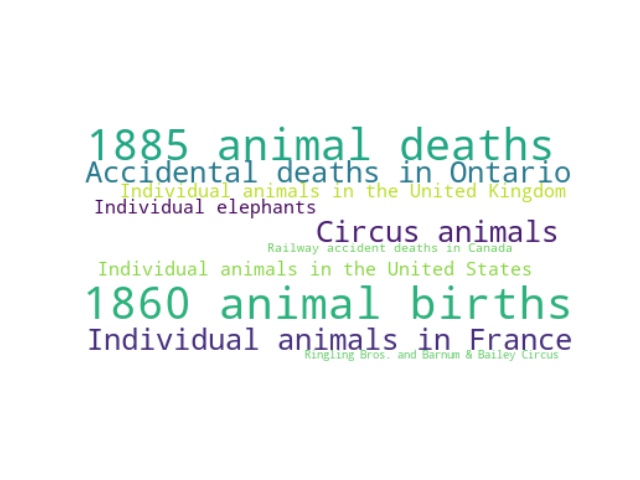 1885 animal deaths
Accidental deaths in Ontario
Individual animals in the United Kingdom
Individual elephants
Circus animals
Railway accident deaths in Canada
Individual animals in the United States
1860 animal births
Individual animals in France
Ringling Bros. and Barnum & Bailey Circus